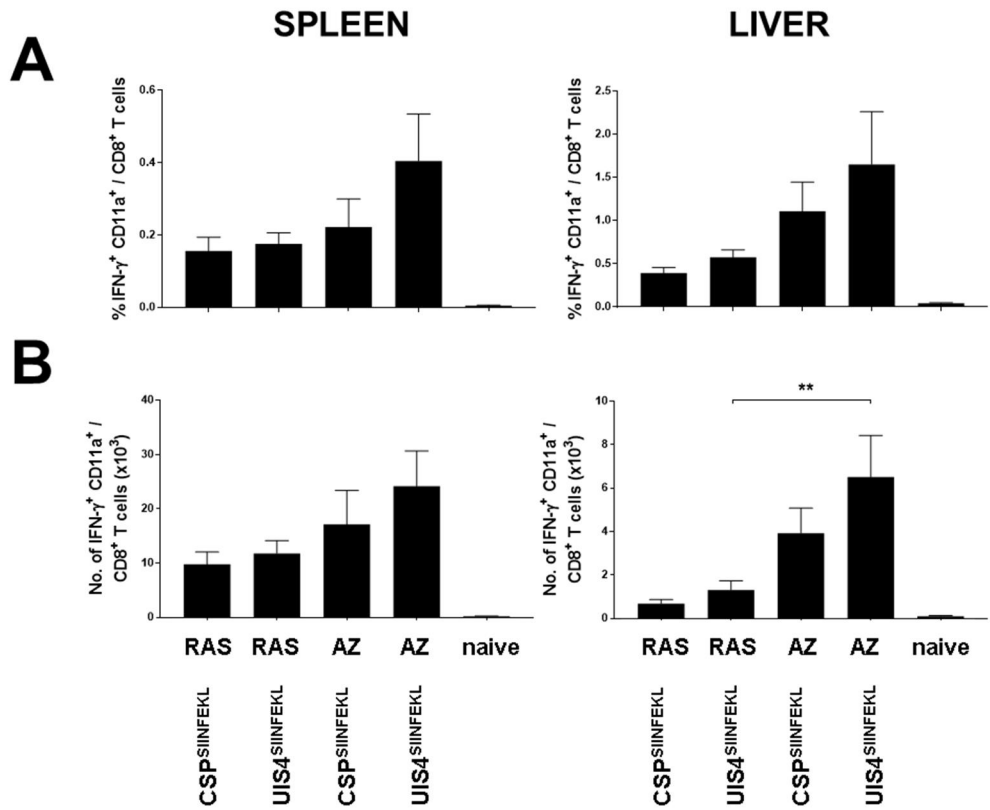 SPLEEN
LIVER
A
% IFN-γ+ CD11a+ / CD8+ T cells
0.6
0.4
0.2
0.0
% IFN-γ+ CD11a+ / CD8+ T cells
2.5
2.0
1.5
1.0
0.5
0.0
B
No. of IFN-γ+ CD11a+ /
CD8+ T cells (x10³)
40
30
20
10
0
No. of IFN-γ+ CD11a+ /
CD8+ T cells (x10³)
10
8
6
4
2
0
**
RAS RAS AZ AZ naive
RAS RAS AZ AZ naive
CSPSIINFEKL
UIS4SIINFEKL
CSPSIINFEKL
UIS4SIINFEKL
CSPSIINFEKL
UIS4SIINFEKL
CSPSIINFEKL
UIS4SIINFEKL